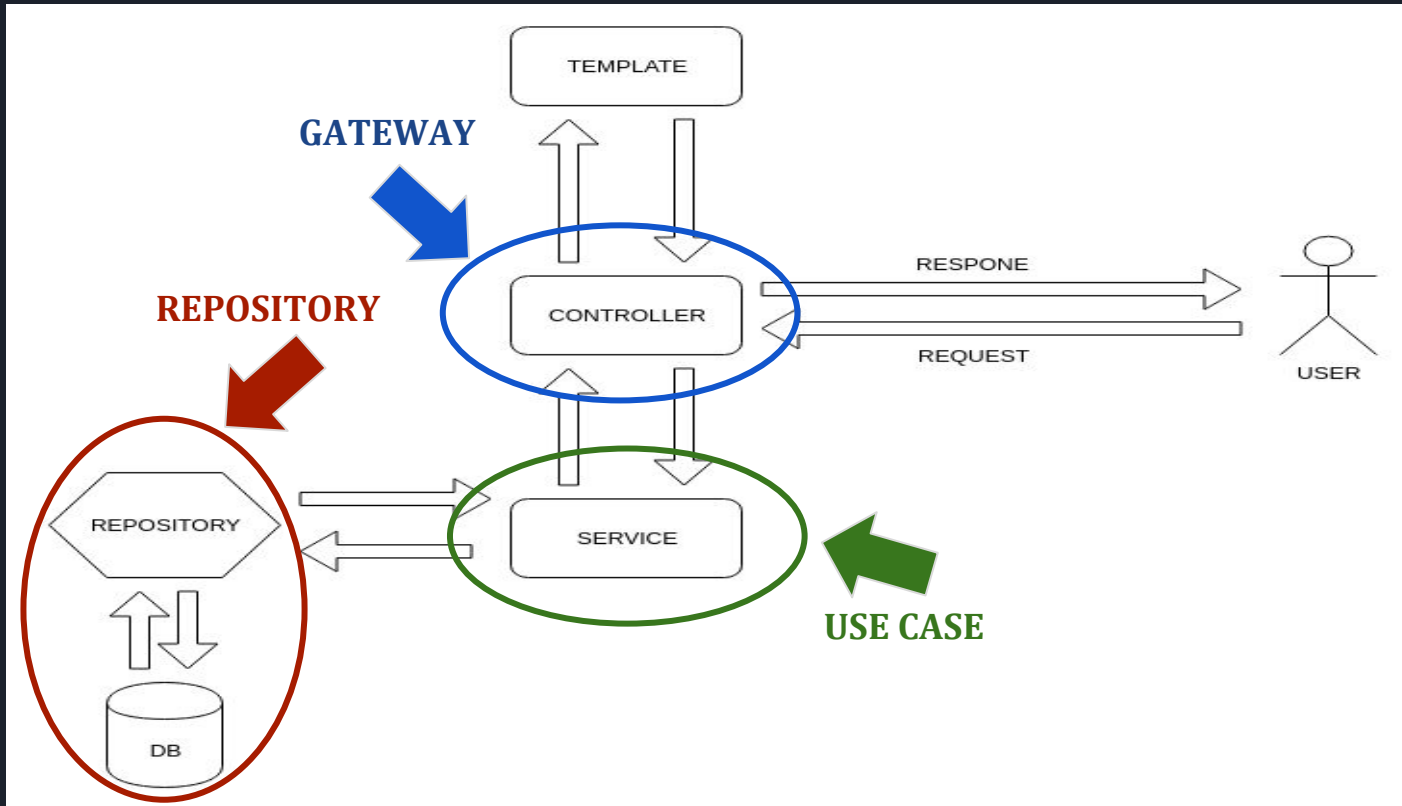 TEMPLATE
GATEWAY
RESPONE
REPOSITORY
CONTROLLER
REQUEST
USER
REPOSITORY
SERVICE
USE CASE
DB